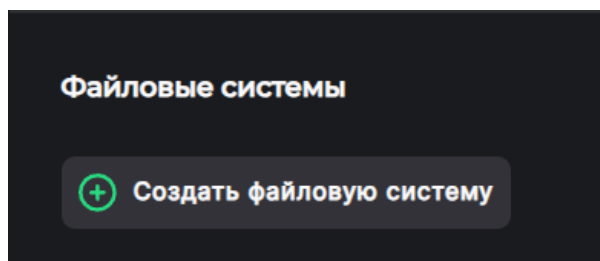 Файловые системы
Создать файловую систему